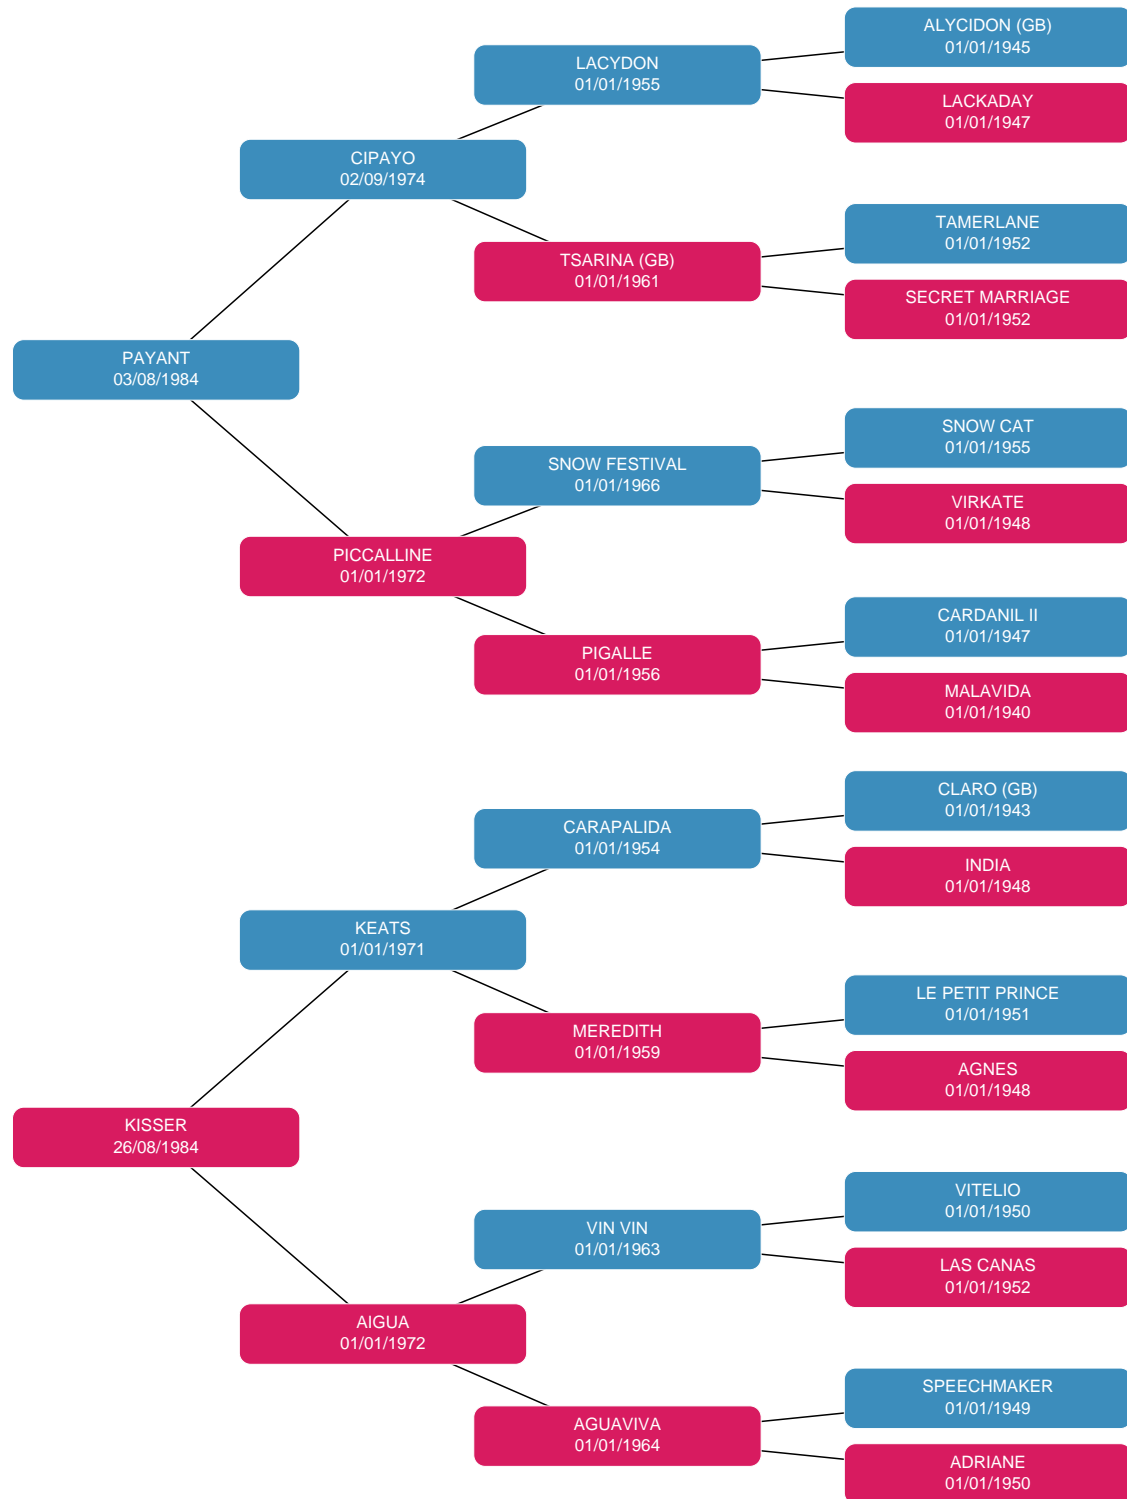 ALYCIDON (GB)
01/01/1945
LACYDON
01/01/1955
LACKADAY
01/01/1947
CIPAYO
02/09/1974
TAMERLANE
01/01/1952
TSARINA (GB)
01/01/1961
SECRET MARRIAGE
01/01/1952
PAYANT
03/08/1984
SNOW CAT
01/01/1955
SNOW FESTIVAL
01/01/1966
VIRKATE
01/01/1948
PICCALLINE
01/01/1972
CARDANIL II
01/01/1947
PIGALLE
01/01/1956
MALAVIDA
01/01/1940
CLARO (GB)
01/01/1943
CARAPALIDA
01/01/1954
INDIA
01/01/1948
KEATS
01/01/1971
LE PETIT PRINCE
01/01/1951
MEREDITH
01/01/1959
AGNES
01/01/1948
KISSER
26/08/1984
VITELIO
01/01/1950
VIN VIN
01/01/1963
LAS CANAS
01/01/1952
AIGUA
01/01/1972
SPEECHMAKER
01/01/1949
AGUAVIVA
01/01/1964
ADRIANE
01/01/1950